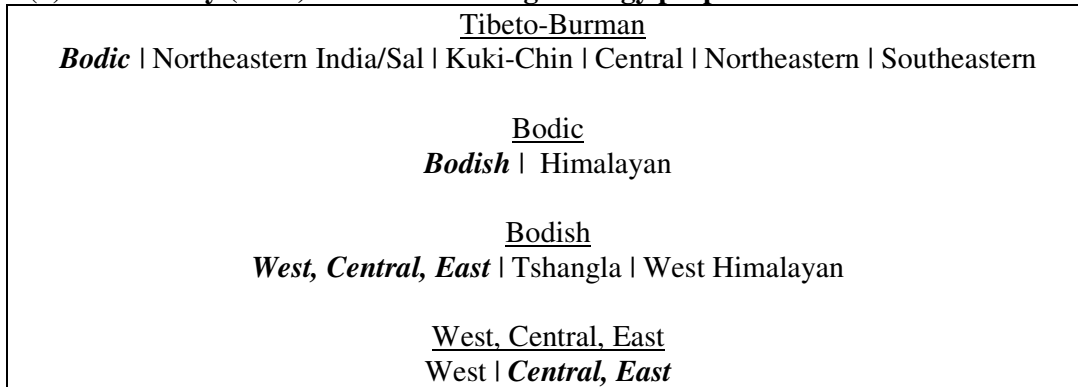 Tibeto-Burman
Bodic | Northeastern India/Sal | Kuki-Chin | Central | Northeastern | Southeastern
Bodic
Bodish | Himalayan
Bodish
West, Central, East | Tshangla | West Himalayan
West, Central, East
West | Central, East